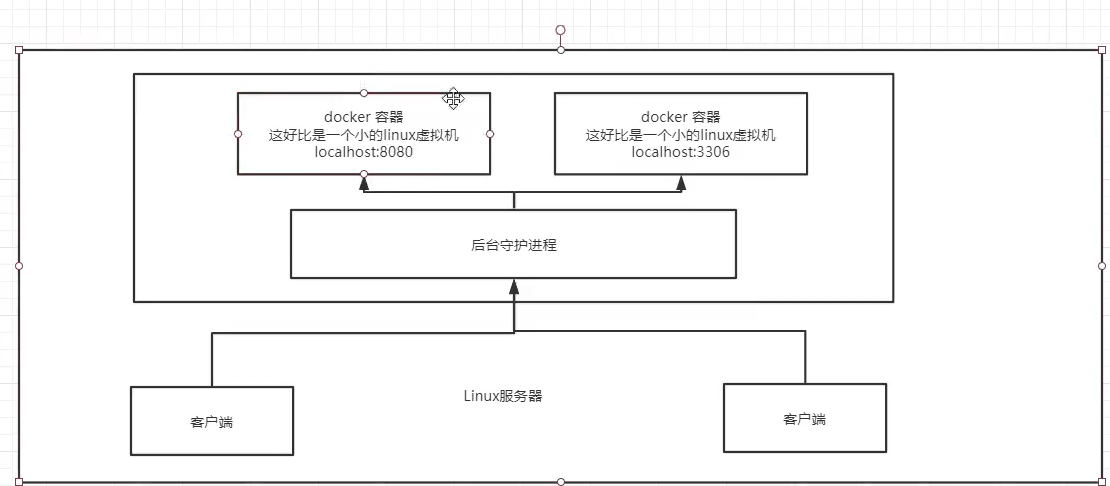 docker 容器
这好比是一个小的linux虚拟机
localhost:8080
docker 容器
这好比是一个小的linux虚拟机
localhost:3306
后台守护进程
Linux服务器
客户端
客户端